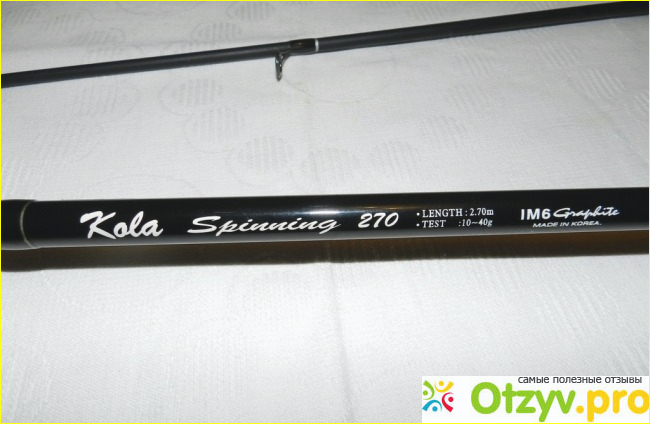 Kola Spinning 270
• LENGTH : 2.70m
• TEST :10~40g
IM6 Graphite
MADE IN KOREA.
самые полезные отзывы
Otzyv.pro